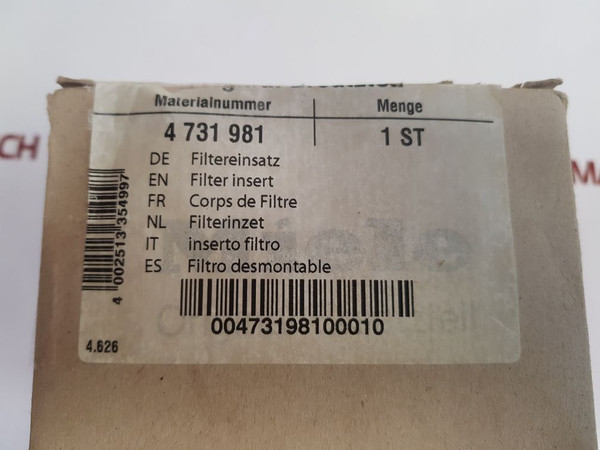 Materialnummer Menge
4 731 981 1 ST
DE Filtereinsatz
EN Filter insert
FR Corps de Filtre
NL Filterinzet
IT inserto filtro
ES Filtro desmontable
00473198100010
4 002513 354997
4.626